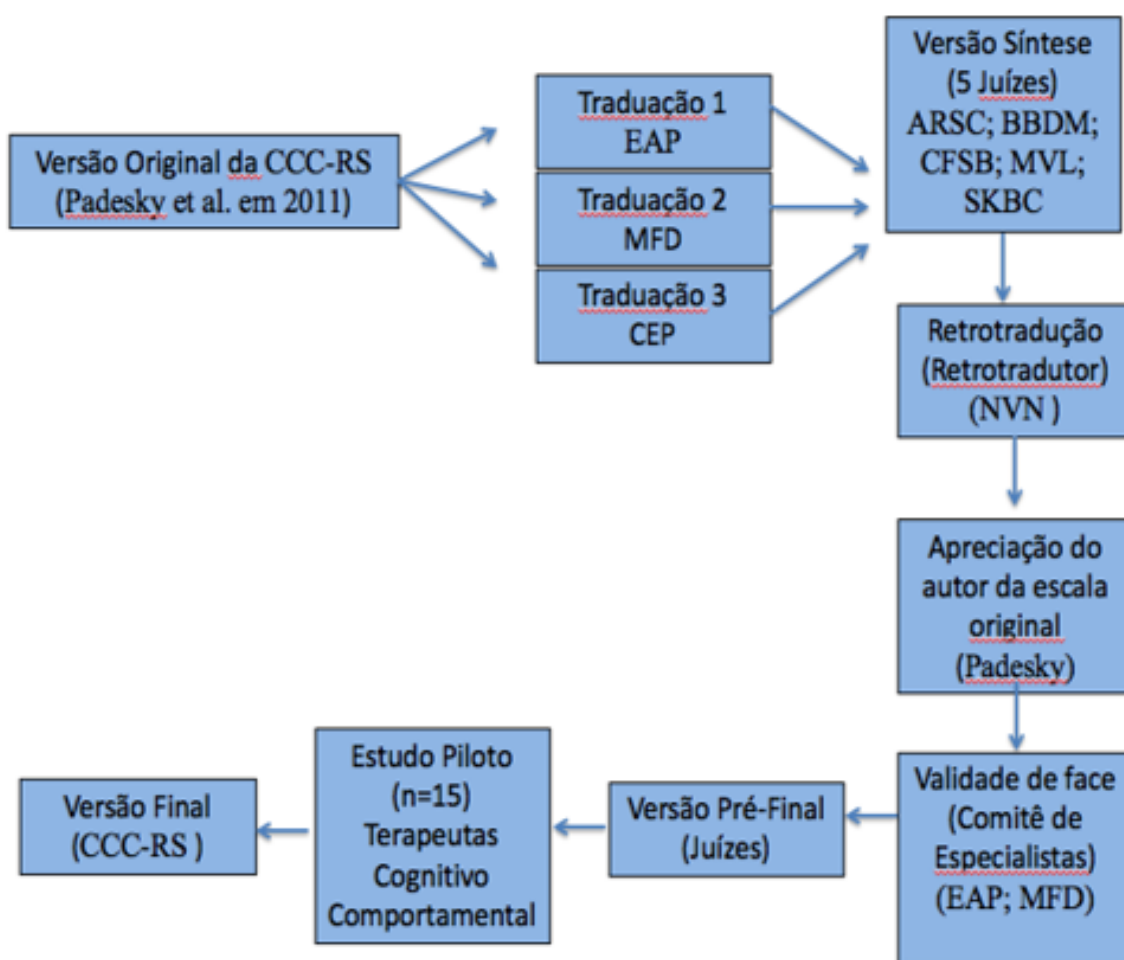 Versão Original da CCC-RS
(Padesky et al. em 2011)
Traduação 1
EAP
Traduação 2
MFD
Traduação 3
CEP
Versão Síntese
(5 Juízes)
ARSC; BBDM;
CFSB; MVL;
SKBC
Retrotradução
(Retrotradutor)
(NVN )
Apreciação do
autor da escala
original
(Padesky)
Validade de face
(Comitê de
Especialistas)
(EAP; MFD)
Versão Pré-Final
(Juízes)
Estudo Piloto
(n=15)
Terapeutas
Cognitivo
Comportamental
Versão Final
(CCC-RS )